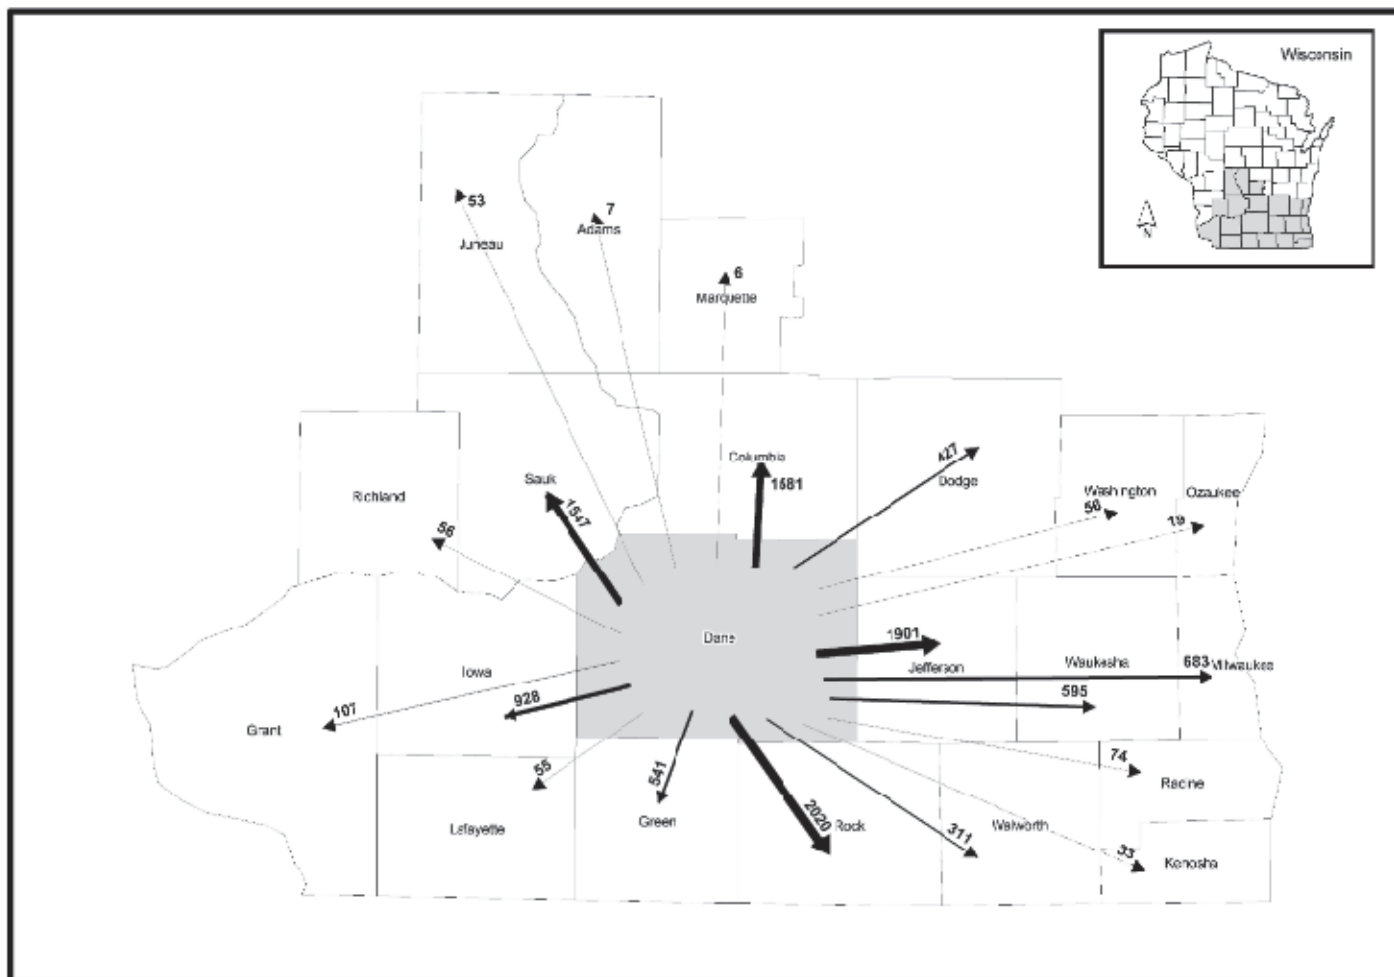 Wisconsin
N
53
Juneau
7
Adams
6
Marquette
Columbia
1581
427
Dodge
Washington
Ozaukee
19
Sauk
1547
Richland
Dane
1901
Jefferson
Waukesha
683
Milwaukee
595
Iowa
928
107
Grant
55
Lafayette
541
Green
2020
Rock
311
Walworth
74
Racine
33
Kenosha